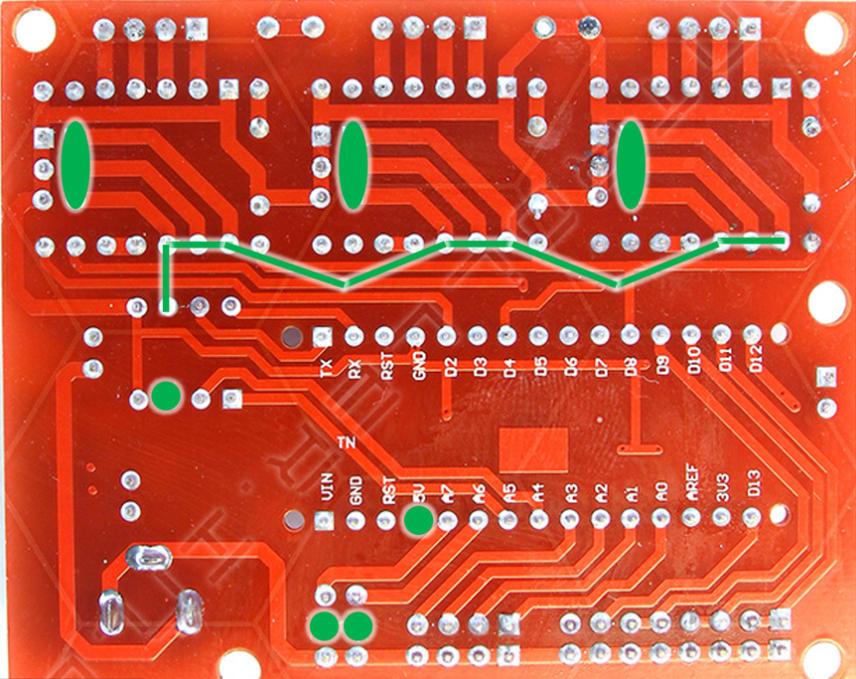 TX RX RST GND D2 D3 D4 D5 D6 D7 D8 D9 D10 D11 D12
TN
VIN GND RST 5V A7 A6 A5 A4 A3 A2 A1 A0 AREF 3V3 D13